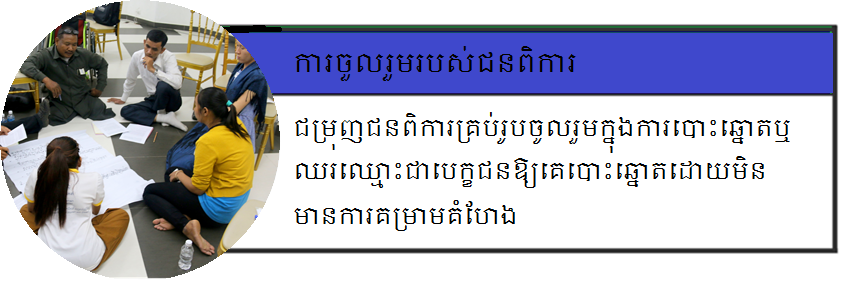 ការចូលរួមរបស់ជនពិការ
ជម្រុញជនពិការគ្រប់រូបចូលរួមក្នុងការបោះឆ្នោតឬ
ឈរឈ្មោះជាបេក្ខជនឱ្យគេបោះឆ្នោតដោយមិន
មានការគម្រាមគំហែង